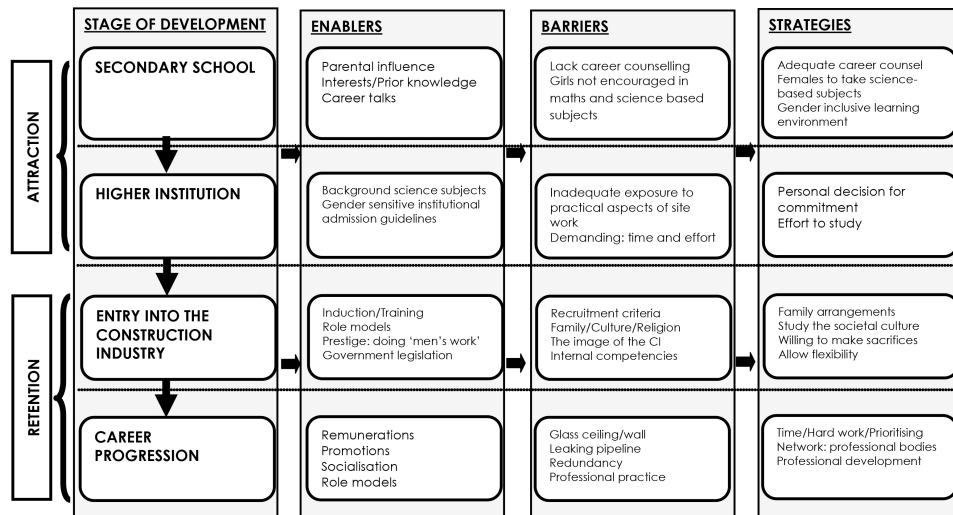 STAGE OF DEVELOPMENT
ENABLERS
BARRIERS
STRATEGIES
ATTRACTION
SECONDARY SCHOOL
Parental influence
Interests/Prior knowledge
Career talks
Lack career counselling
Girls not encouraged in
maths and science based
subjects
Adequate career counsel
Females to take science-
based subjects
Gender inclusive learning
environment
HIGHER INSTITUTION
Background science subjects
Gender sensitive institutional
admission guidelines
Inadequate exposure to
practical aspects of site
work
Demanding: time and effort
Personal decision for
commitment
Effort to study
RETENTION
ENTRY INTO THE
CONSTRUCTION
INDUSTRY
Induction/Training
Role models
Prestige: doing ‘men’s work’
Government legislation
Recruitment criteria
Family/Culture/Religion
The image of the CI
Internal competencies
Family arrangements
Study the societal culture
Willing to make sacrifices
Allow flexibility
CAREER
PROGRESSION
Remunerations
Promotions
Socialisation
Role models
Glass ceiling/wall
Leaking pipeline
Redundancy
Professional practice
Time/Hard work/Prioritising
Network: professional bodies
Professional development